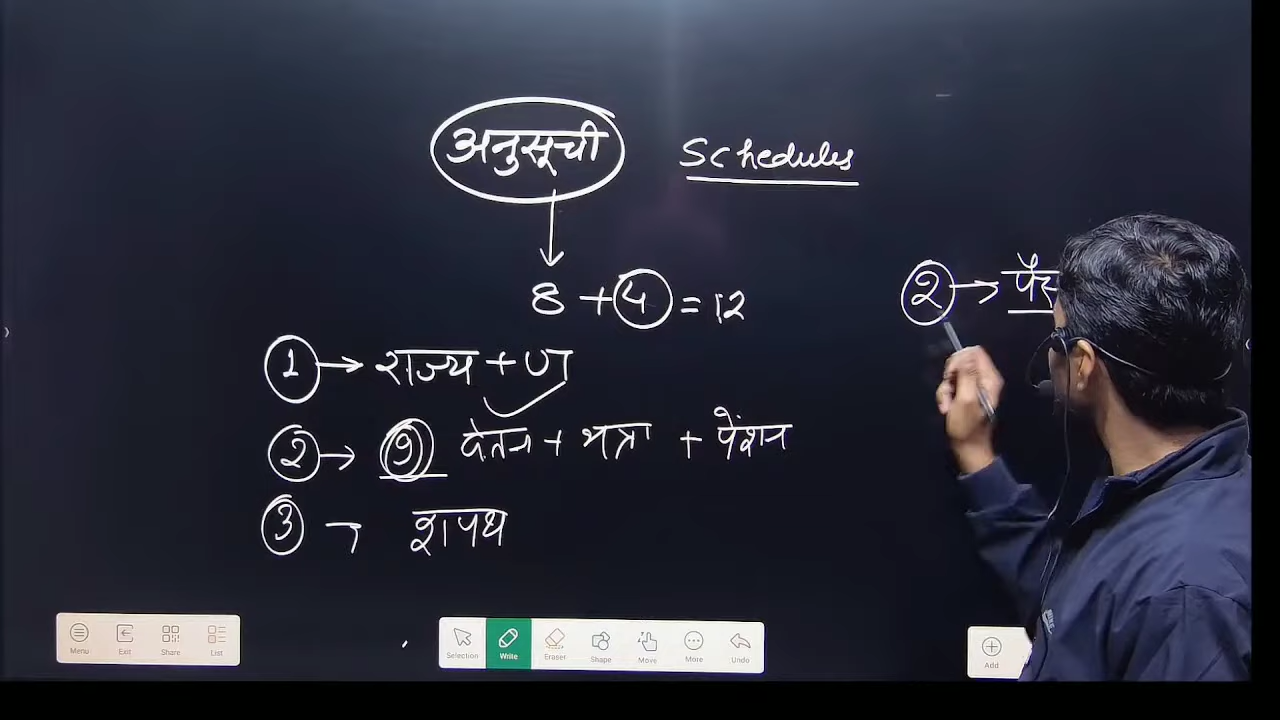 अनुसूची Schedules
8 + 4 = 12
२ →
1 → राज्य + UT
2 → 9 वेतन + भत्ता + पेंशन
3 → शपथ
Menu Exit Share List
Selection Write Eraser Shape Move More Undo
Add